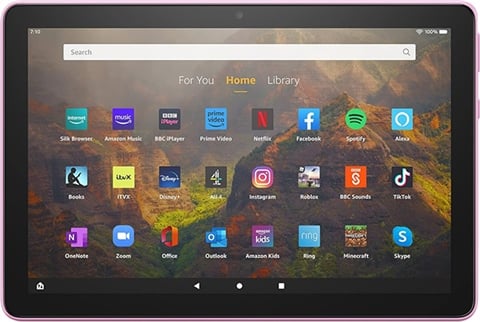 7:10 100%
Search
For You Home Library
internet music BBC iPLAYER prime video
Silk Browser Amazon Music BBC iPlayer Prime Video Netflix Facebook Spotify Alexa
itvX Disney+ 4
Books ITVX Disney+ All 4 Instagram Roblox BBC Sounds TikTok
N amazon kids ring
OneNote Zoom Office Outlook Amazon Kids Ring Minecraft Skype